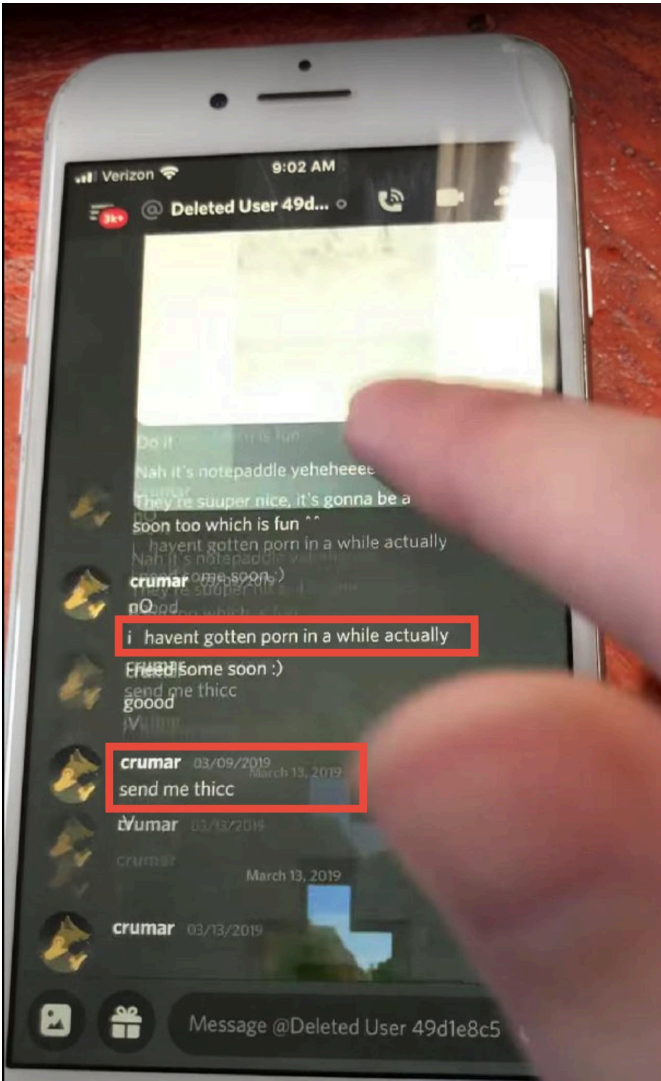 Verizon
9:02 AM
3k+
@ Deleted User 49d...
Do it
Nah it's notepaddle yeheheeee
They're suuper nice, it's gonna be a
soon too which is fun ^^
havent gotten porn in a while actually
crumar
nO
i havent gotten porn in a while actually
need some soon :)
send me thicc
goood
crumar 03/09/2019
March 13, 2019
send me thicc
crumar 03/13/2019
crumar
March 13, 2019
crumar 03/13/2019
Message @Deleted User 49d1e8c5